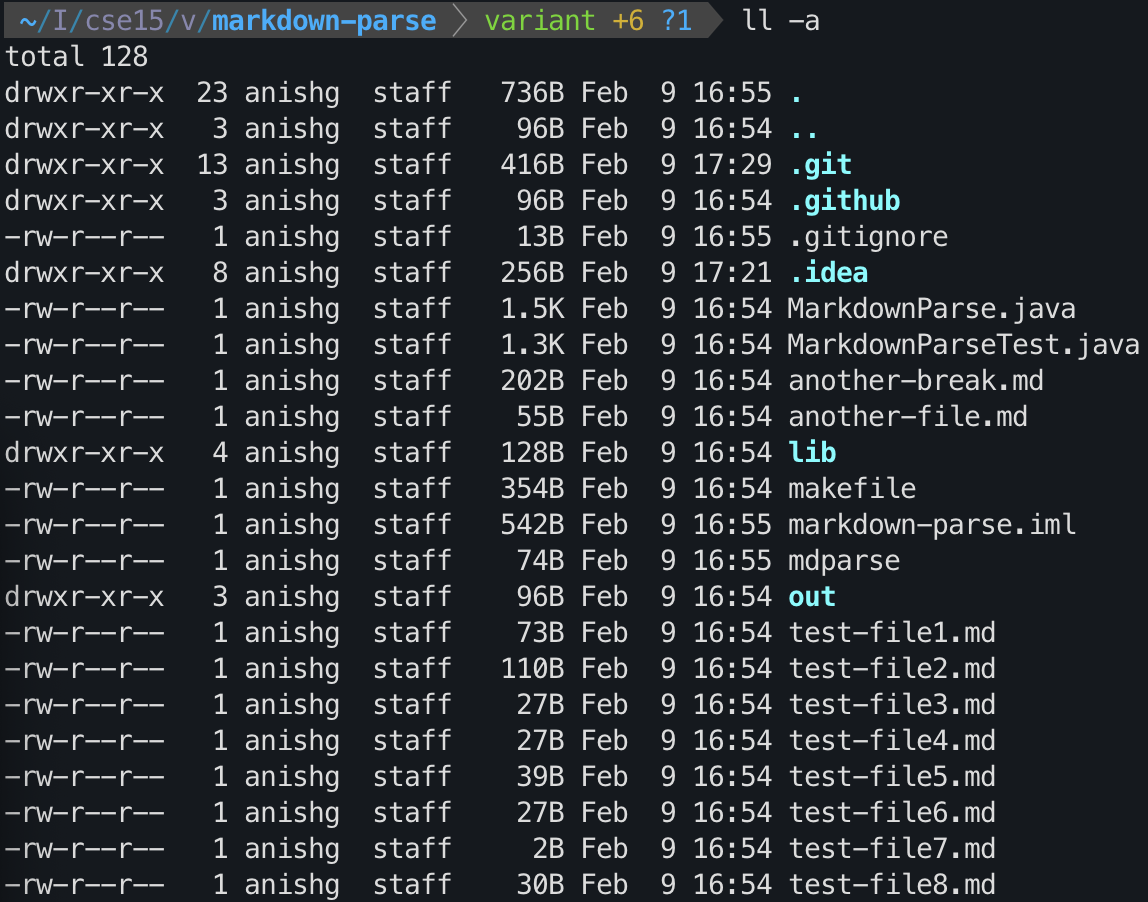 ~/I/cse15/v/markdown-parse variant +6 ?1 ll -a
total 128
drwxr-xr-x  23 anishg  staff   736B Feb  9 16:55 .
drwxr-xr-x   3 anishg  staff    96B Feb  9 16:54 ..
drwxr-xr-x  13 anishg  staff   416B Feb  9 17:29 .git
drwxr-xr-x   3 anishg  staff    96B Feb  9 16:54 .github
-rw-r--r--   1 anishg  staff    13B Feb  9 16:55 .gitignore
drwxr-xr-x   8 anishg  staff   256B Feb  9 17:21 .idea
-rw-r--r--   1 anishg  staff   1.5K Feb  9 16:54 MarkdownParse.java
-rw-r--r--   1 anishg  staff   1.3K Feb  9 16:54 MarkdownParseTest.java
-rw-r--r--   1 anishg  staff   202B Feb  9 16:54 another-break.md
-rw-r--r--   1 anishg  staff    55B Feb  9 16:54 another-file.md
drwxr-xr-x   4 anishg  staff   128B Feb  9 16:54 lib
-rw-r--r--   1 anishg  staff   354B Feb  9 16:54 makefile
-rw-r--r--   1 anishg  staff   542B Feb  9 16:55 markdown-parse.iml
-rw-r--r--   1 anishg  staff    74B Feb  9 16:55 mdparse
drwxr-xr-x   3 anishg  staff    96B Feb  9 16:54 out
-rw-r--r--   1 anishg  staff    73B Feb  9 16:54 test-file1.md
-rw-r--r--   1 anishg  staff   110B Feb  9 16:54 test-file2.md
-rw-r--r--   1 anishg  staff    27B Feb  9 16:54 test-file3.md
-rw-r--r--   1 anishg  staff    27B Feb  9 16:54 test-file4.md
-rw-r--r--   1 anishg  staff    39B Feb  9 16:54 test-file5.md
-rw-r--r--   1 anishg  staff    27B Feb  9 16:54 test-file6.md
-rw-r--r--   1 anishg  staff     2B Feb  9 16:54 test-file7.md
-rw-r--r--   1 anishg  staff    30B Feb  9 16:54 test-file8.md